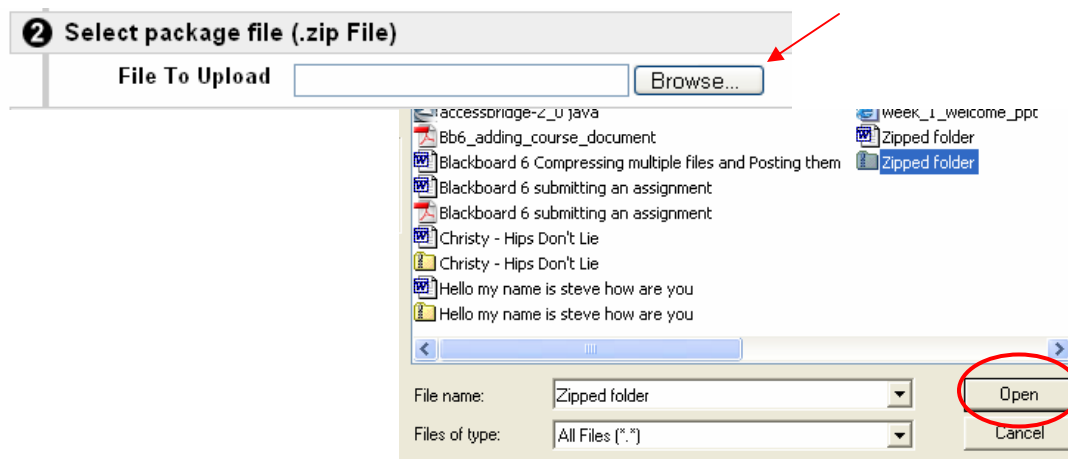 2 Select package file (.zip File)
File To Upload Browse...
accessbridge-2_0 java
Bb6_adding_course_document
Blackboard 6 Compressing multiple files and Posting them
Blackboard 6 submitting an assignment
Blackboard 6 submitting an assignment
Christy - Hips Don't Lie
Christy - Hips Don't Lie
Hello my name is steve how are you
Hello my name is steve how are you
week_1_welcome_ppt
Zipped folder
Zipped folder
File name: Zipped folder Open
Files of type: All Files (*.*) Cancel